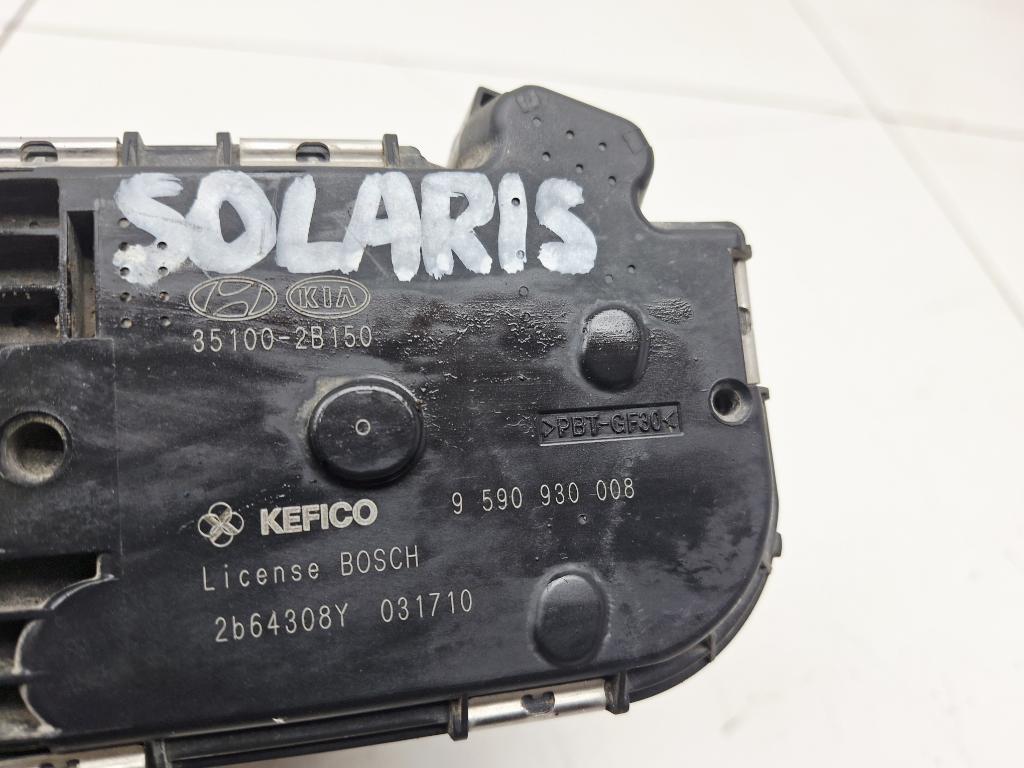 SOLARIS
KIA
35100-2B150
>PBT-GF30<
KEFICO 9 590 930 008
License BOSCH
2b64308Y 031710